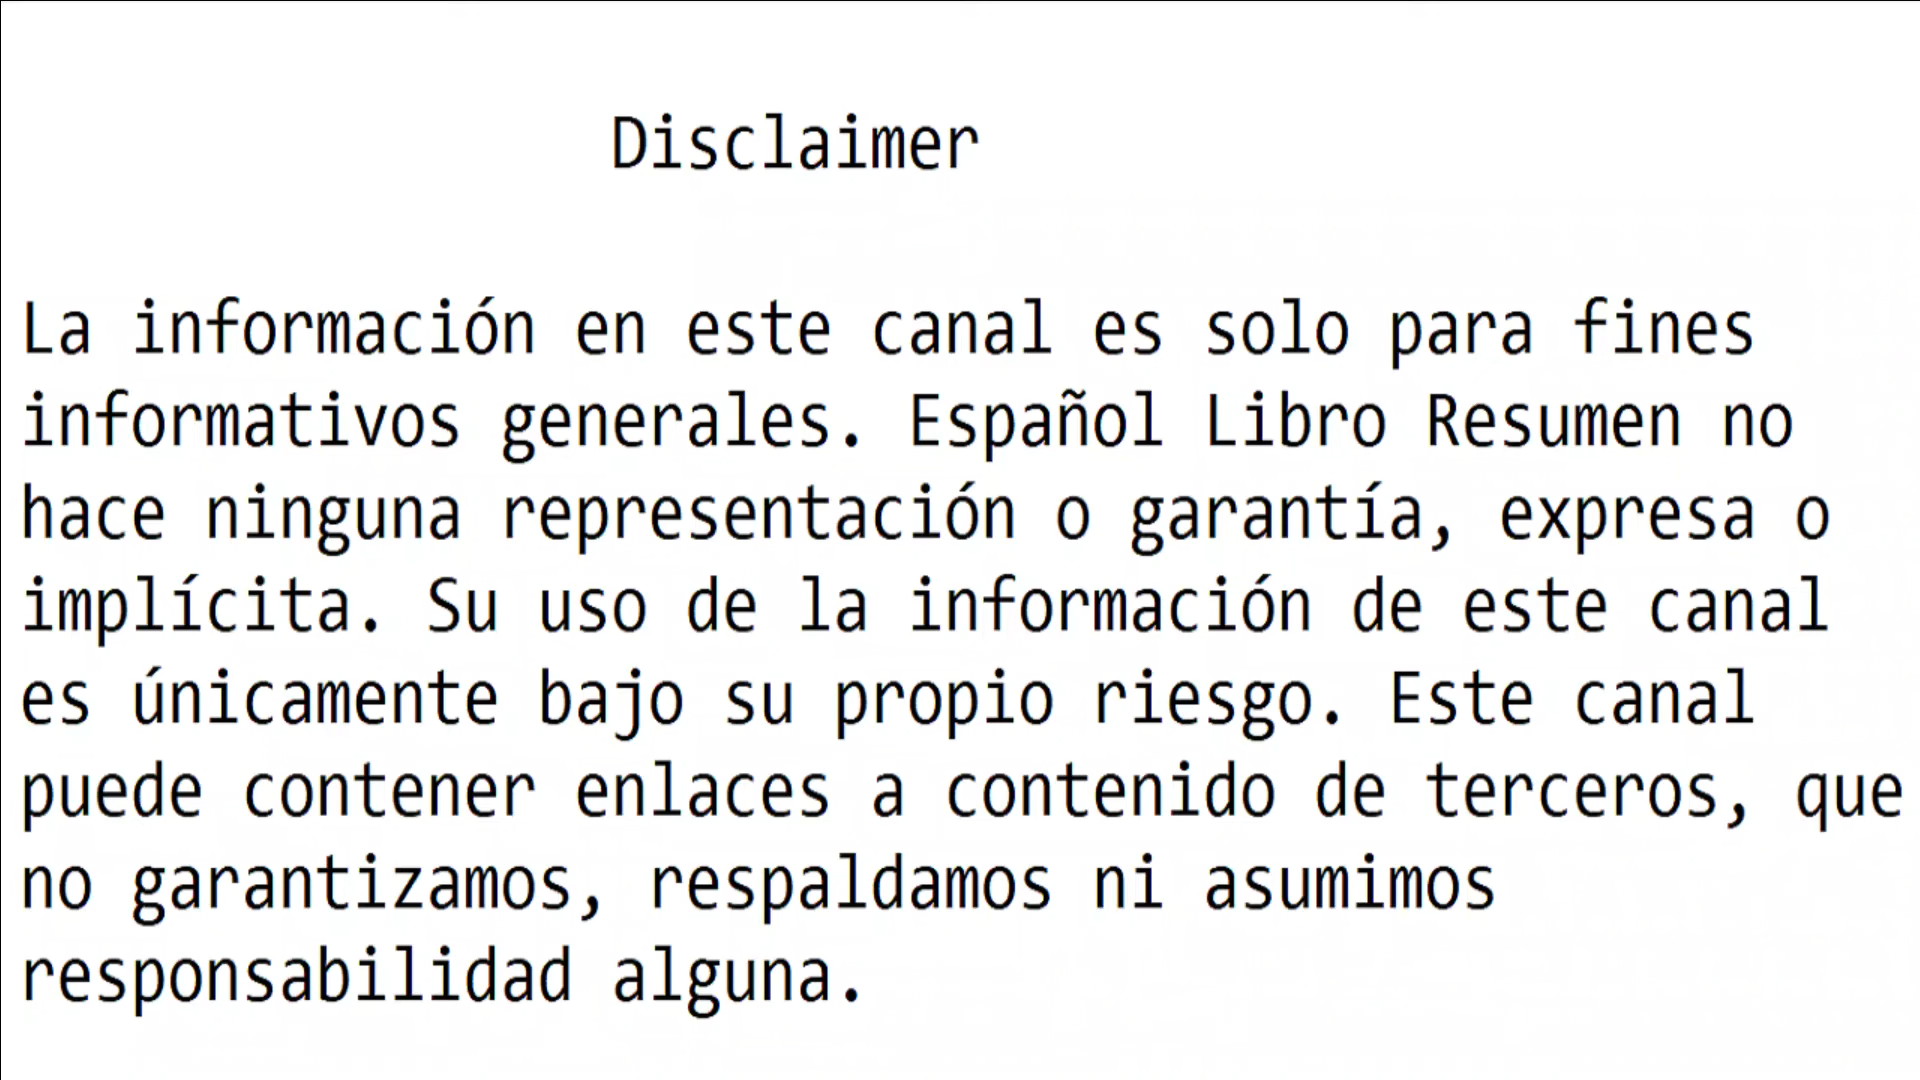 Disclaimer
La información en este canal es solo para fines
informativos generales. Español Libro Resumen no
hace ninguna representación o garantía, expresa o
implícita. Su uso de la información de este canal
es únicamente bajo su propio riesgo. Este canal
puede contener enlaces a contenido de terceros, que
no garantizamos, respaldamos ni asumimos
responsabilidad alguna.